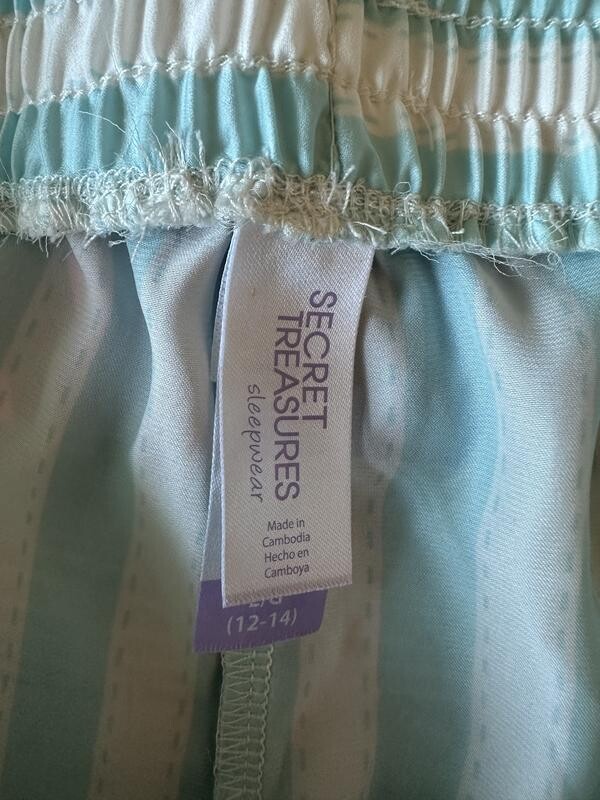 SECRET
TREASURES
sleepwear
Made in
Cambodia
Hecho en
Camboya
L/G
(12-14)